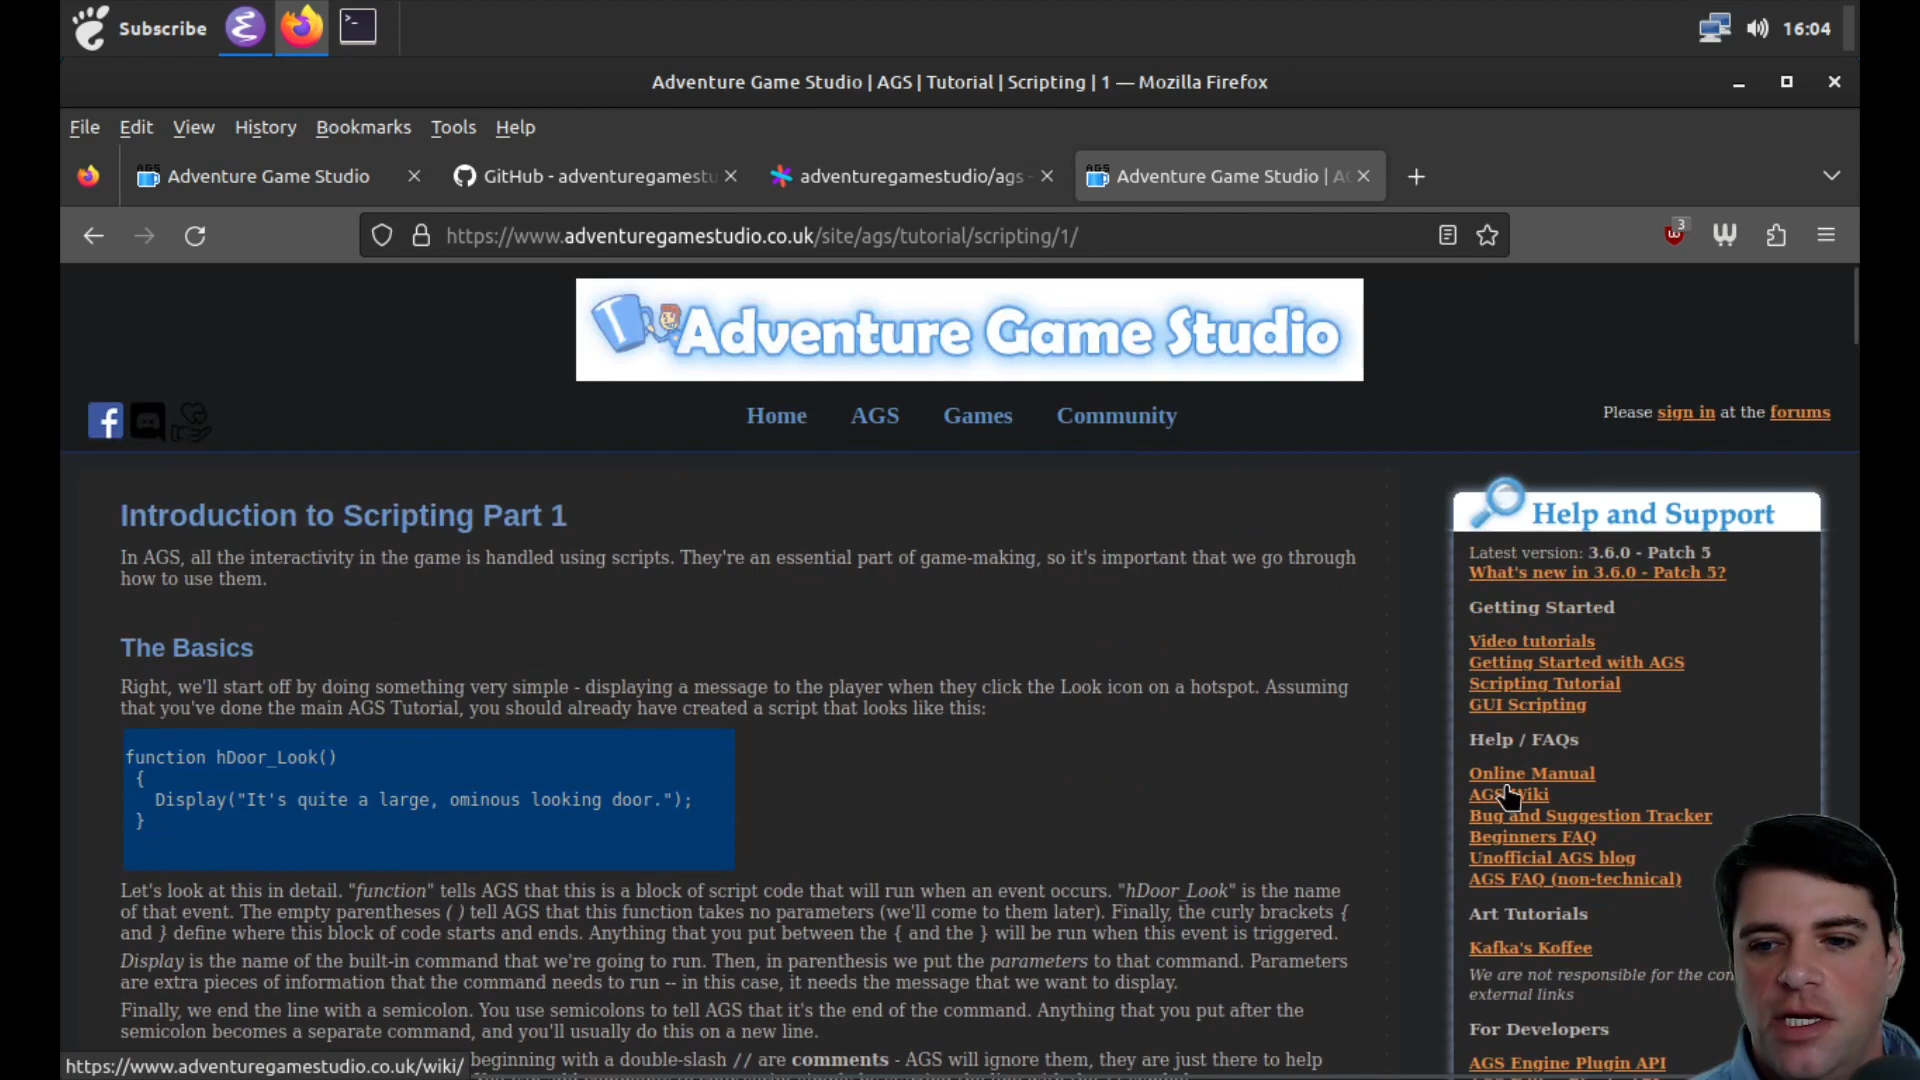 Subscribe
16:04
Adventure Game Studio | AGS | Tutorial | Scripting | 1 — Mozilla Firefox
File Edit View History Bookmarks Tools Help
Adventure Game Studio
GitHub - adventuregamestu
adventuregamestudio/ags -
Adventure Game Studio | AG
https://www.adventuregamestudio.co.uk/site/ags/tutorial/scripting/1/
3
Adventure Game Studio
Home AGS Games Community
Please sign in at the forums
Introduction to Scripting Part 1
In AGS, all the interactivity in the game is handled using scripts. They're an essential part of game-making, so it's important that we go through
how to use them.
The Basics
Right, we'll start off by doing something very simple - displaying a message to the player when they click the Look icon on a hotspot. Assuming
that you've done the main AGS Tutorial, you should already have created a script that looks like this:
function hDoor_Look()
{
Display("It's quite a large, ominous looking door.");
}
Let's look at this in detail. "function" tells AGS that this is a block of script code that will run when an event occurs. "hDoor_Look" is the name
of that event. The empty parentheses ( ) tell AGS that this function takes no parameters (we'll come to them later). Finally, the curly brackets {
and } define where this block of code starts and ends. Anything that you put between the { and the } will be run when this event is triggered.
Display is the name of the built-in command that we're going to run. Then, in parenthesis we put the parameters to that command. Parameters
are extra pieces of information that the command needs to run -- in this case, it needs the message that we want to display.
Finally, we end the line with a semicolon. You use semicolons to tell AGS that it's the end of the command. Anything that you put after the
semicolon becomes a separate command, and you'll usually do this on a new line.
beginning with a double-slash // are comments - AGS will ignore them, they are just there to help
https://www.adventuregamestudio.co.uk/wiki/
Help and Support
Latest version: 3.6.0 - Patch 5
What's new in 3.6.0 - Patch 5?
Getting Started
Video tutorials
Getting Started with AGS
Scripting Tutorial
GUI Scripting
Help / FAQs
Online Manual
AGS Wiki
Bug and Suggestion Tracker
Beginners FAQ
Unofficial AGS blog
AGS FAQ (non-technical)
Art Tutorials
Kafka's Koffee
We are not responsible for the con
external links
For Developers
AGS Engine Plugin API